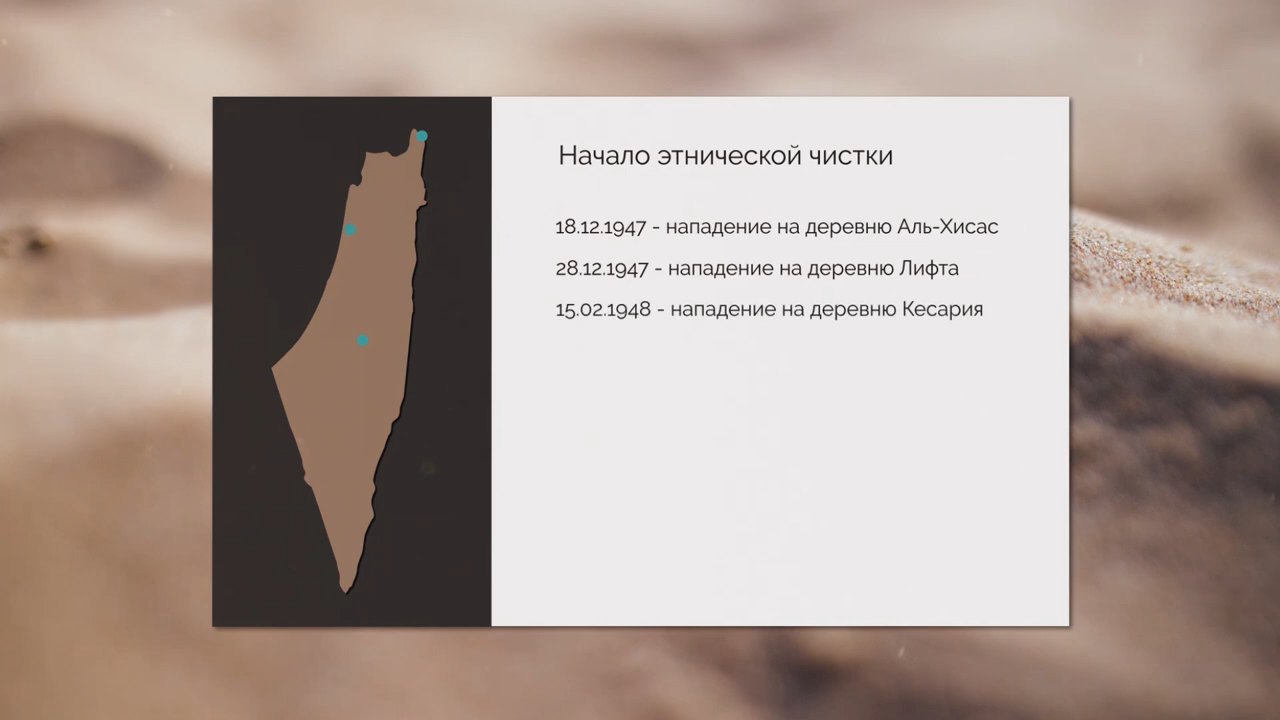 Начало этнической чистки
18.12.1947 - нападение на деревню Аль-Хисас
28.12.1947 - нападение на деревню Лифта
15.02.1948 - нападение на деревню Кесария